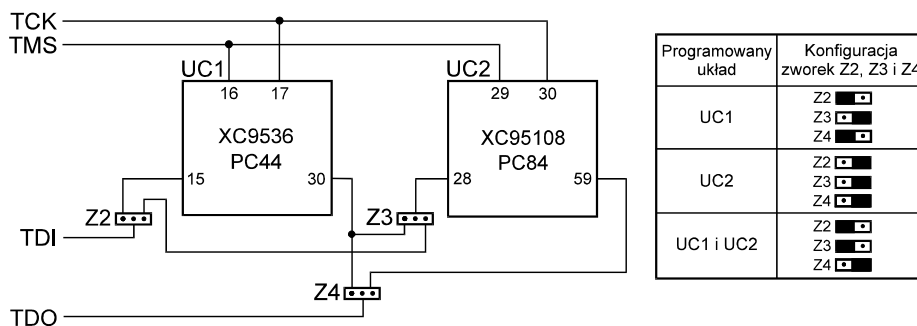 TCK
TMS
UC1
UC2
16
17
29
30
XC9536
PC44
XC95108
PC84
15
30
28
59
Z2
Z3
TDI
Z4
TDO
Programowany
układ
Konfiguracja
zworek Z2, Z3 i Z4
UC1
Z2
Z3
Z4
UC2
Z2
Z3
Z4
UC1 i UC2
Z2
Z3
Z4